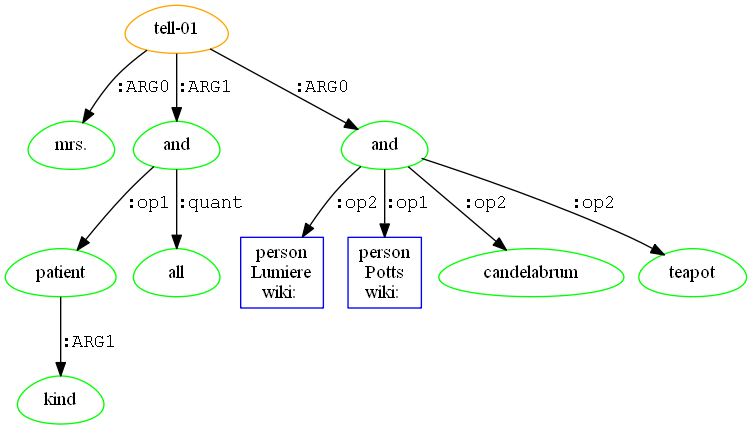 tell-01
:ARG0 :ARG1 :ARG0
mrs. and and
:op1 :quant :op2 :op1 :op2 :op2
patient all
person
Lumiere
wiki:
person
Potts
wiki:
candelabrum teapot
:ARG1
kind